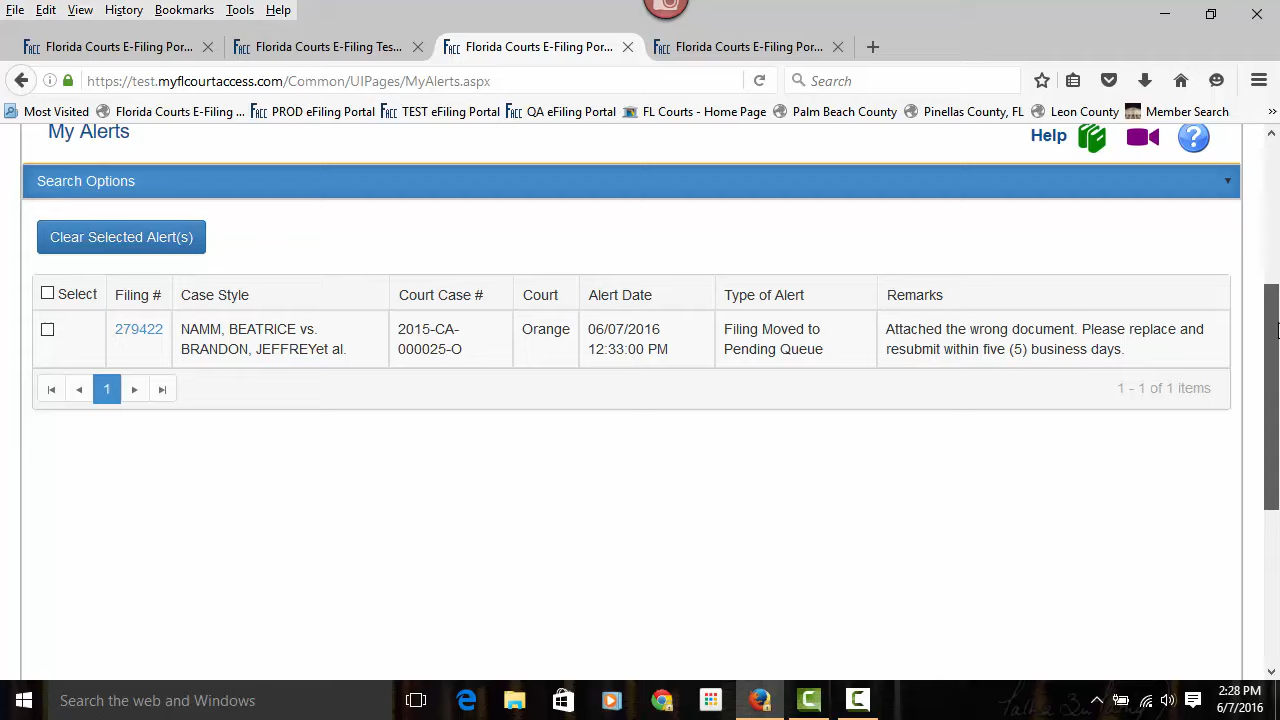 File Edit View History Bookmarks Tools Help
FACC Florida Courts E-Filing Por... × FACC Florida Courts E-Filing Tes... × FACC Florida Courts E-Filing Por... × FACC Florida Courts E-Filing Por... ×
https://test.myflcourtaccess.com/Common/UIPages/MyAlerts.aspx Search
Most Visited Florida Courts E-Filing ... FACC PROD eFiling Portal FACC TEST eFiling Portal FACC QA eFiling Portal FL Courts - Home Page Palm Beach County Pinellas County, FL Leon County Member Search
My Alerts Help
Search Options
Clear Selected Alert(s)
Select Filing # Case Style Court Case # Court Alert Date Type of Alert Remarks
279422 NAMM, BEATRICE vs. 2015-CA- Orange 06/07/2016 Filing Moved to Attached the wrong document. Please replace and
BRANDON, JEFFREYet al. 000025-O 12:33:00 PM Pending Queue resubmit within five (5) business days.
1 1 - 1 of 1 items
Search the web and Windows 2:28 PM
6/7/2016